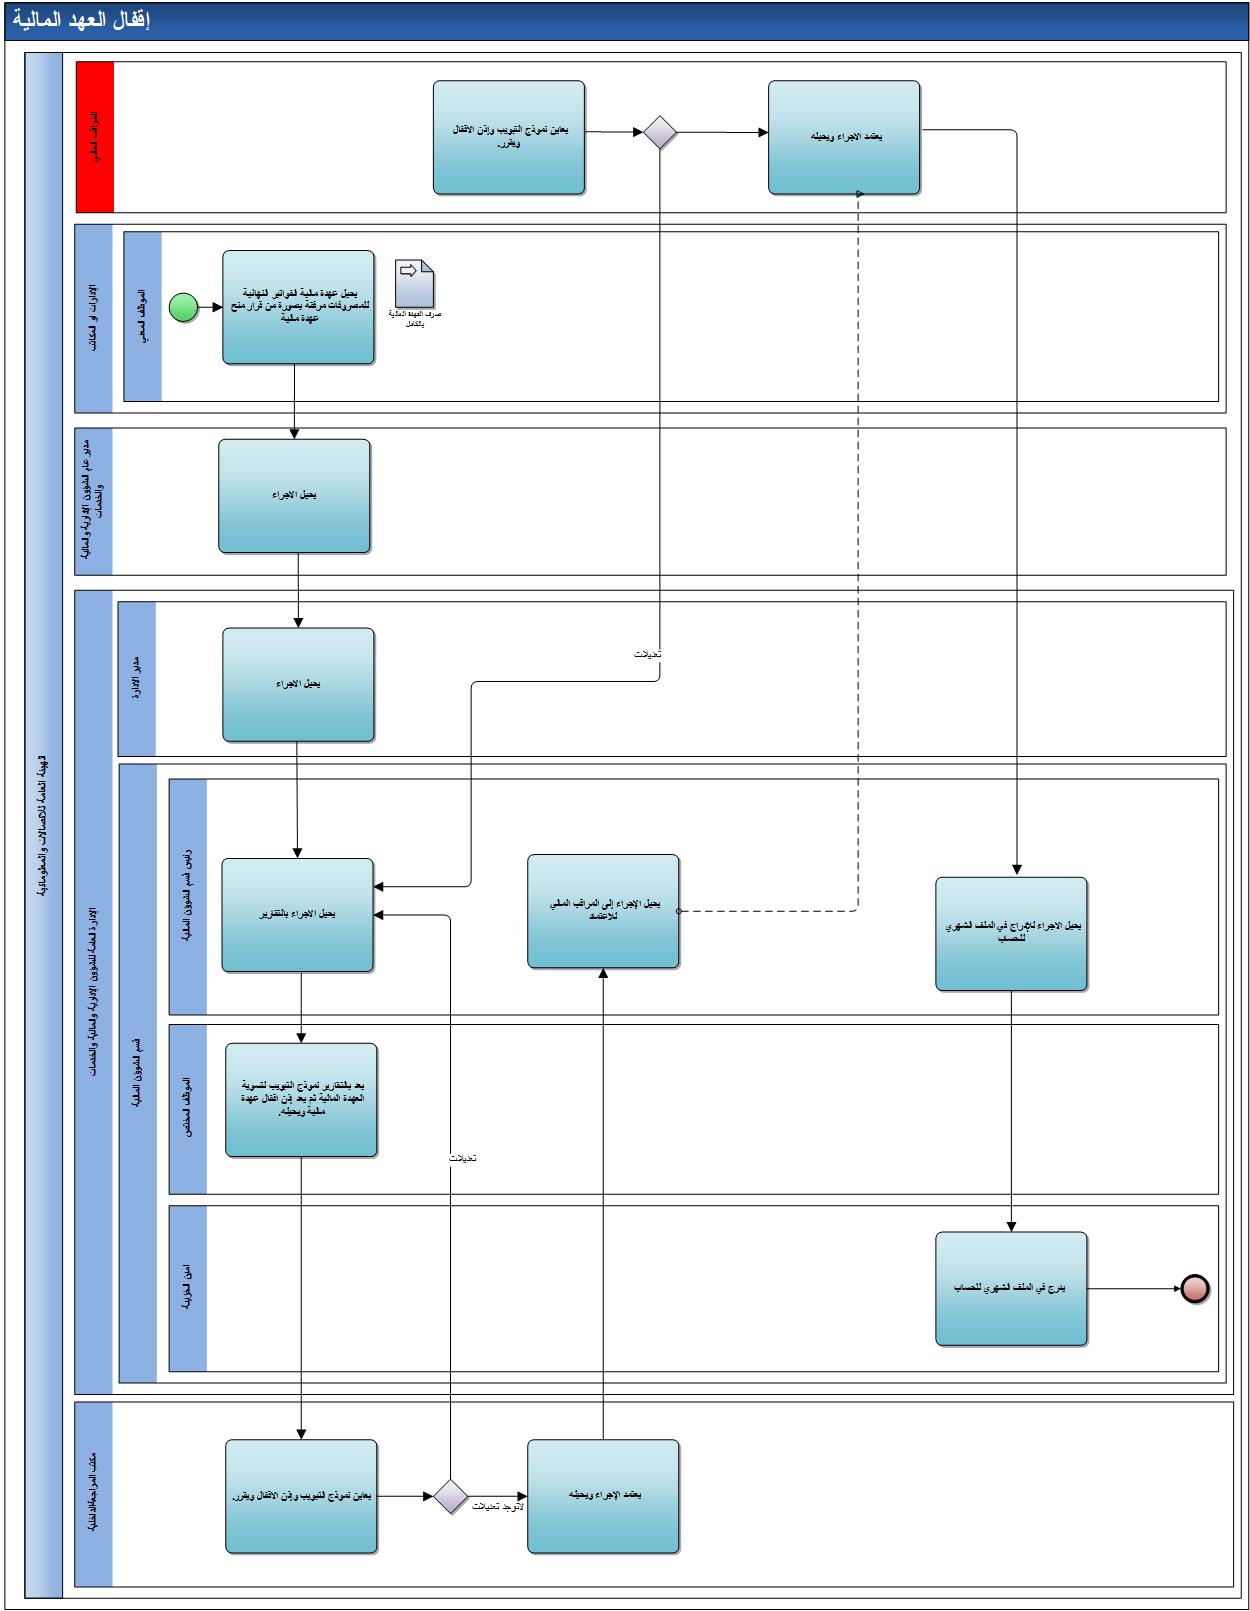 إقفال العهد المالية
الهيئة العامة للاتصالات والمعلوماتية
المراقب المالي
يعاين نموذج التبويب وإذن الاقفال
ويقرر.
يعتمد الاجراء ويحيله
الإدارات او المكاتب
الموظف المعني
يحيل عهدة مالية الفواتير النهائية
للمصروفات مرفقة بصورة من قرار منح
عهدة مالية
صرف العهدة المالية
بالكامل
مدير عام الشؤون الإدارية والمالية
والخدمات
يحيل الاجراء
الإدارة العامة للشؤون الإدارية والمالية والخدمات
مدير الادارة
يحيل الاجراء
تعديلات
قسم الشؤون المالية
رئيس قسم الشؤون المالية
يحيل الاجراء بالتقارير
يحيل الإجراء إلى المراقب المالي
للاعتماد
يحيل الاجراء للإدراج في الملف الشهري
للحساب
الموظف المختص
يعد بالتقارير نموذج التبويب لتسوية
العهدة المالية ثم يعد إذن اقفال عهدة
مالية ويحيله.
تعديلات
امين الخزينة
يدرج في الملف الشهري للحساب
مكتب المراجعة الداخلية
يعاين نموذج التبويب وإذن الاقفال ويقرر.
لاتوجد تعديلات
يعتمد الإجراء ويحيله